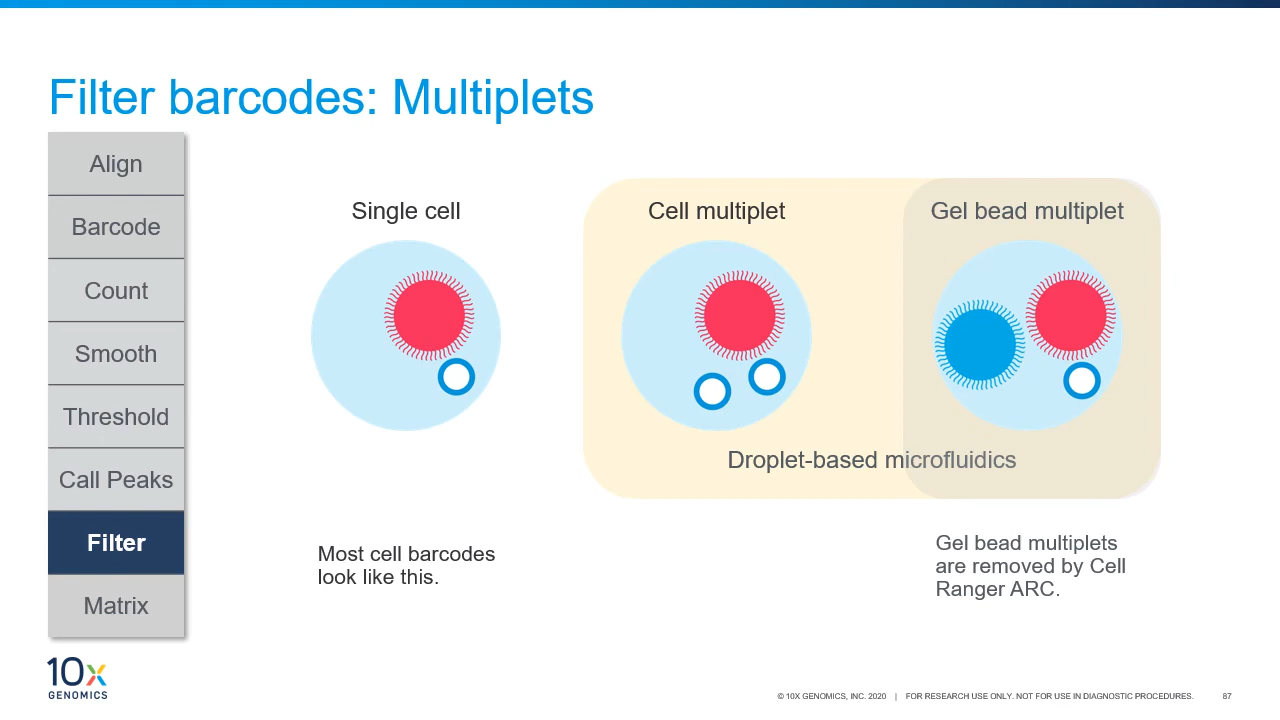 Filter barcodes: Multiplets
Align
Barcode
Count
Smooth
Threshold
Call Peaks
Filter
Matrix
Single cell
Cell multiplet
Gel bead multiplet
Droplet-based microfluidics
Most cell barcodes
look like this.
Gel bead multiplets
are removed by Cell
Ranger ARC.
10x
GENOMICS
© 10X GENOMICS, INC. 2020 | FOR RESEARCH USE ONLY. NOT FOR USE IN DIAGNOSTIC PROCEDURES. 87